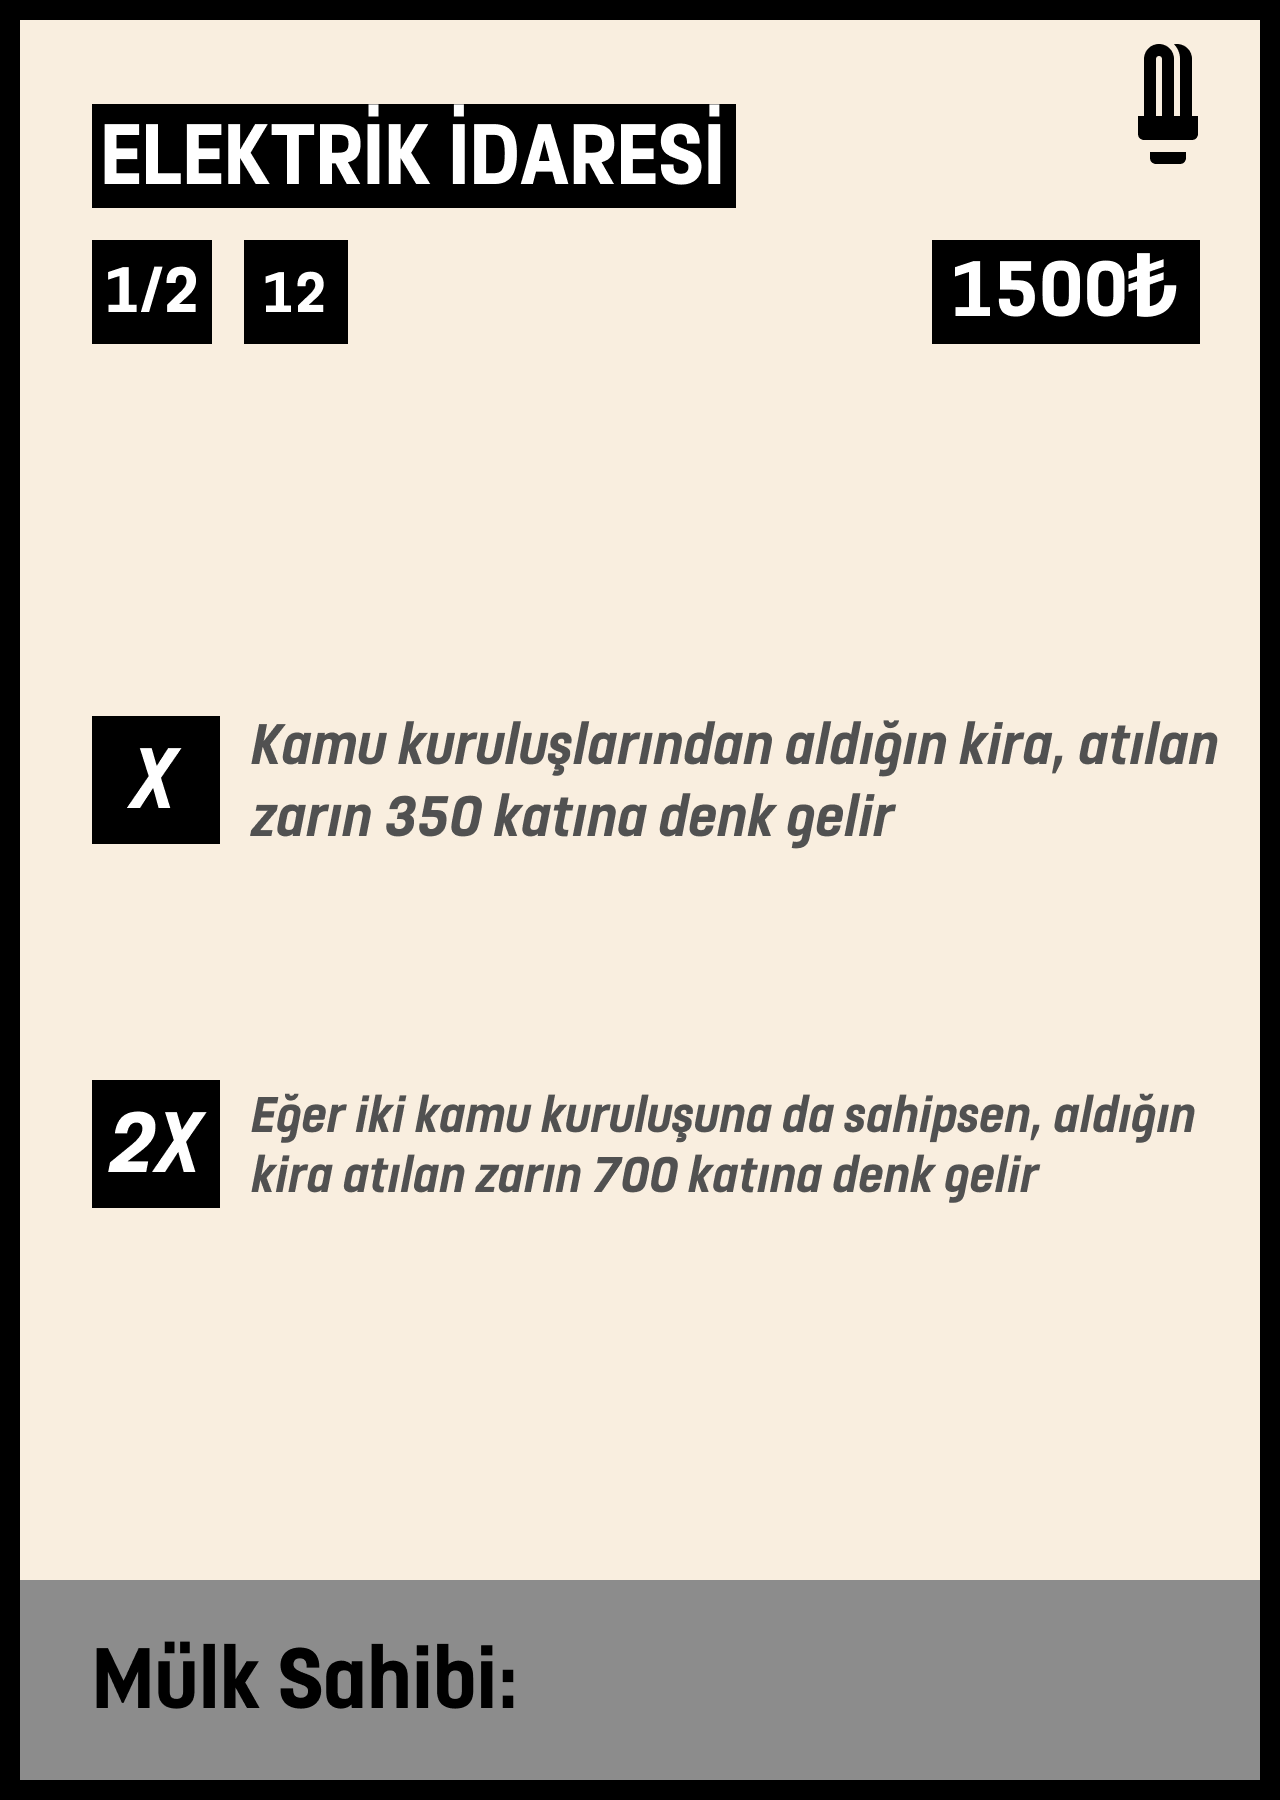 ELEKTRİK İDARESİ
1/2 12 1500₺
X
Kamu kuruluşlarından aldığın kira, atılan
zarın 350 katına denk gelir
2X
Eğer iki kamu kuruluşuna da sahipsen, aldığın
kira atılan zarın 700 katına denk gelir
Mülk Sahibi: